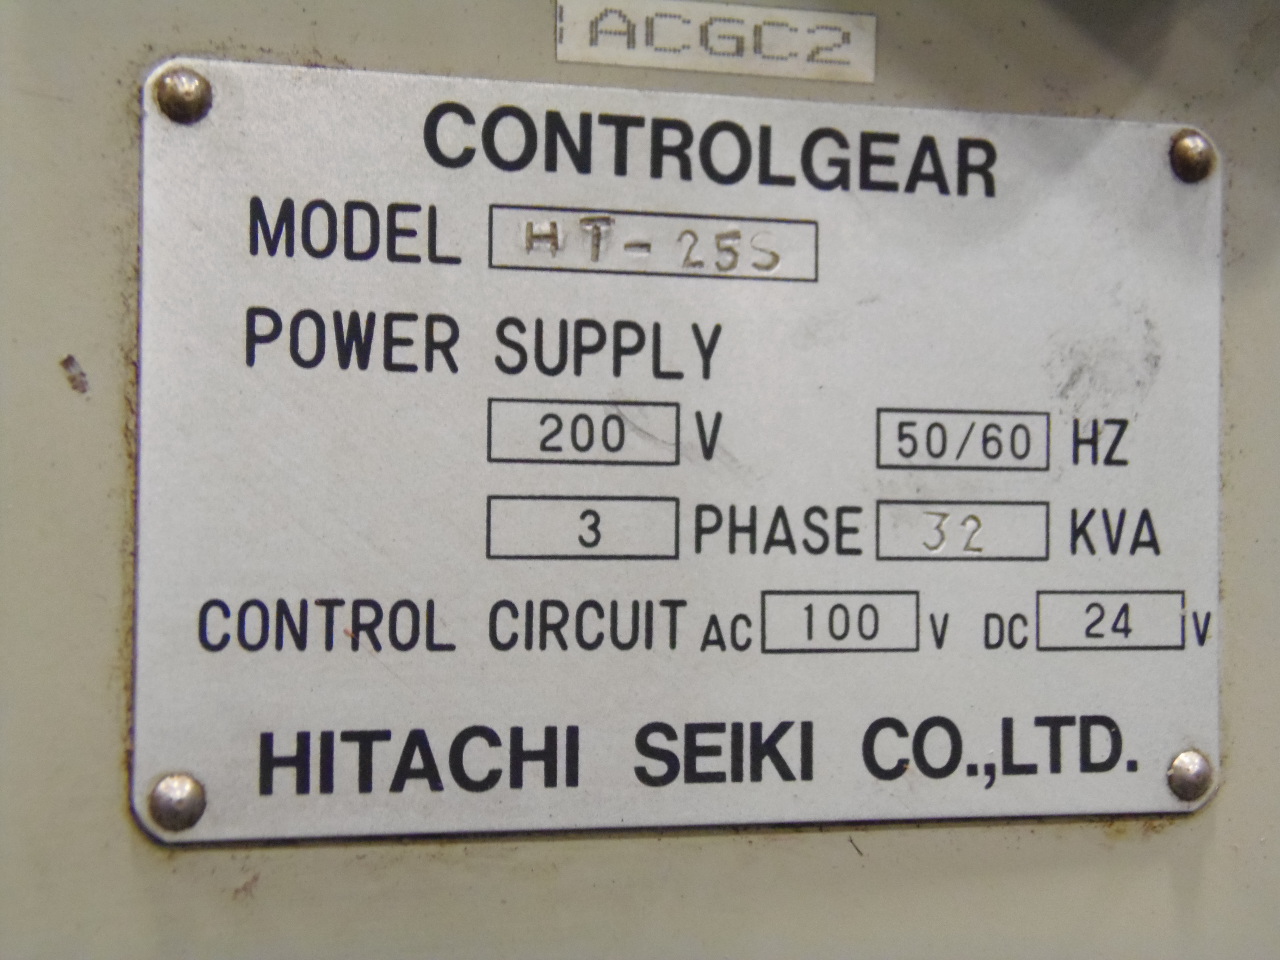 ACGC2
CONTROLGEAR
MODEL HT-25S
POWER SUPPLY
200 V 50/60 HZ
3 PHASE 32 KVA
CONTROL CIRCUIT AC 100 V DC 24 V
HITACHI SEIKI CO.,LTD.